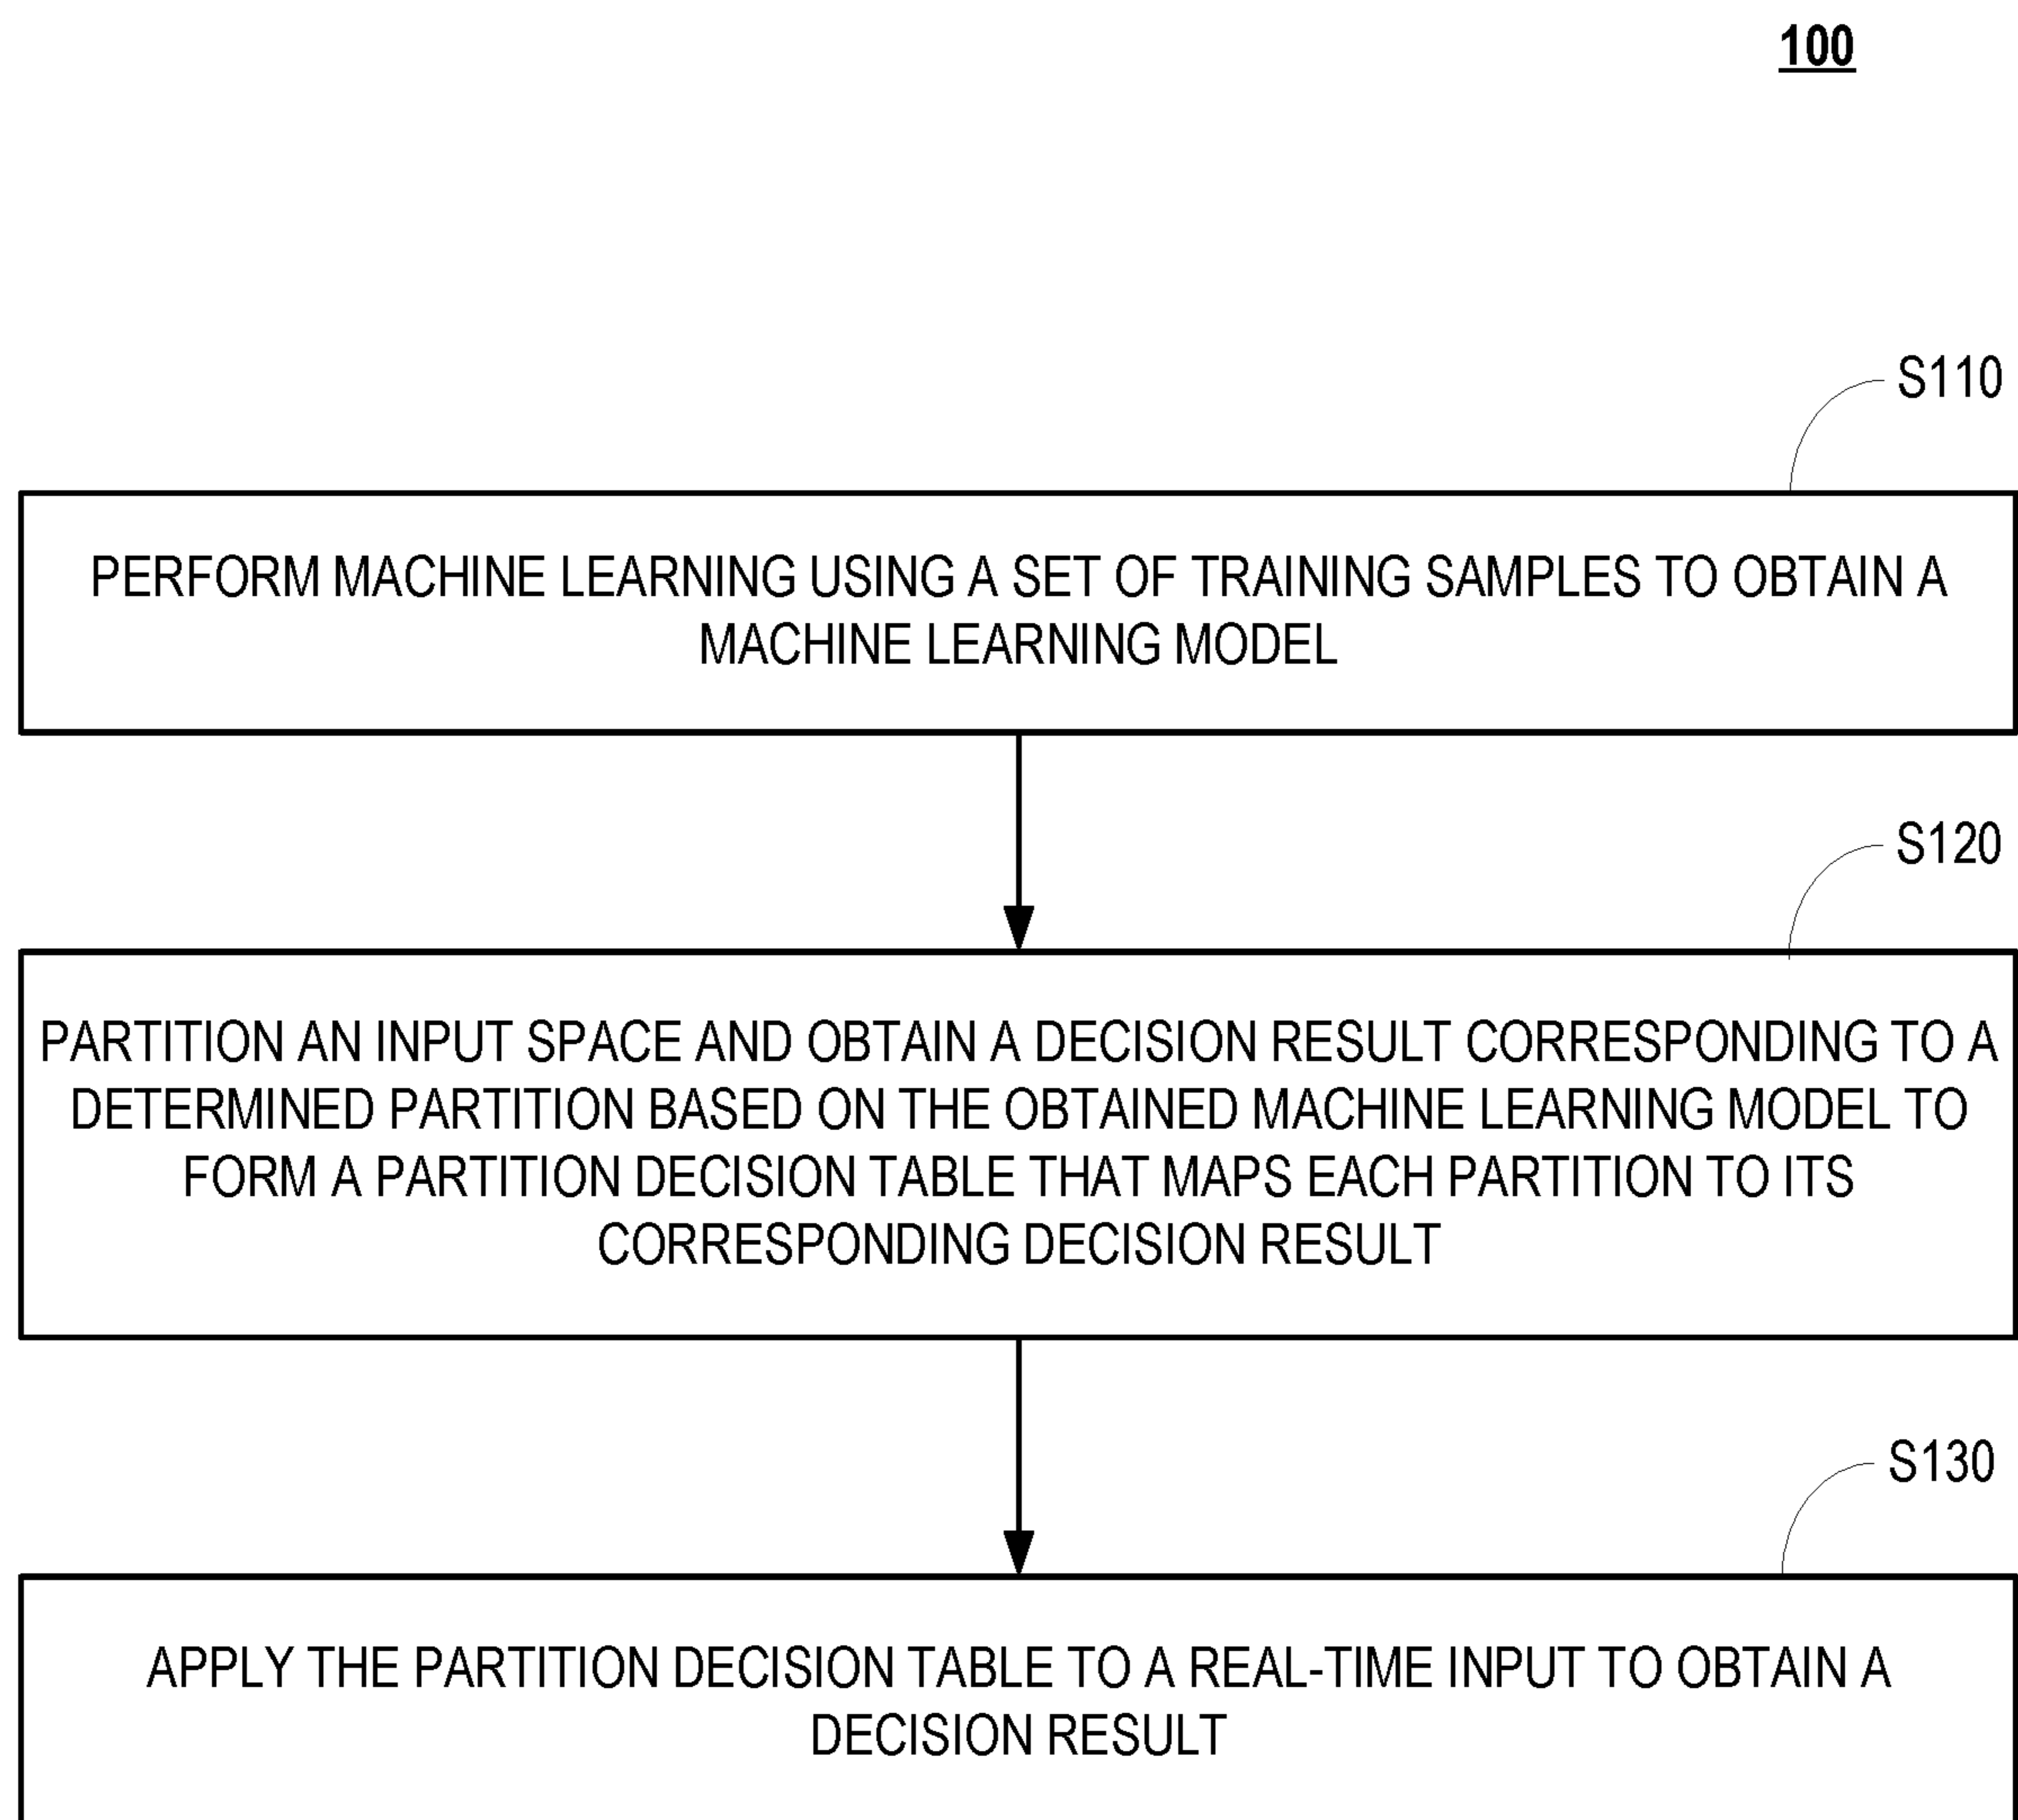 100
S110
PERFORM MACHINE LEARNING USING A SET OF TRAINING SAMPLES TO OBTAIN A
MACHINE LEARNING MODEL
S120
PARTITION AN INPUT SPACE AND OBTAIN A DECISION RESULT CORRESPONDING TO A
DETERMINED PARTITION BASED ON THE OBTAINED MACHINE LEARNING MODEL TO
FORM A PARTITION DECISION TABLE THAT MAPS EACH PARTITION TO ITS
CORRESPONDING DECISION RESULT
S130
APPLY THE PARTITION DECISION TABLE TO A REAL-TIME INPUT TO OBTAIN A
DECISION RESULT